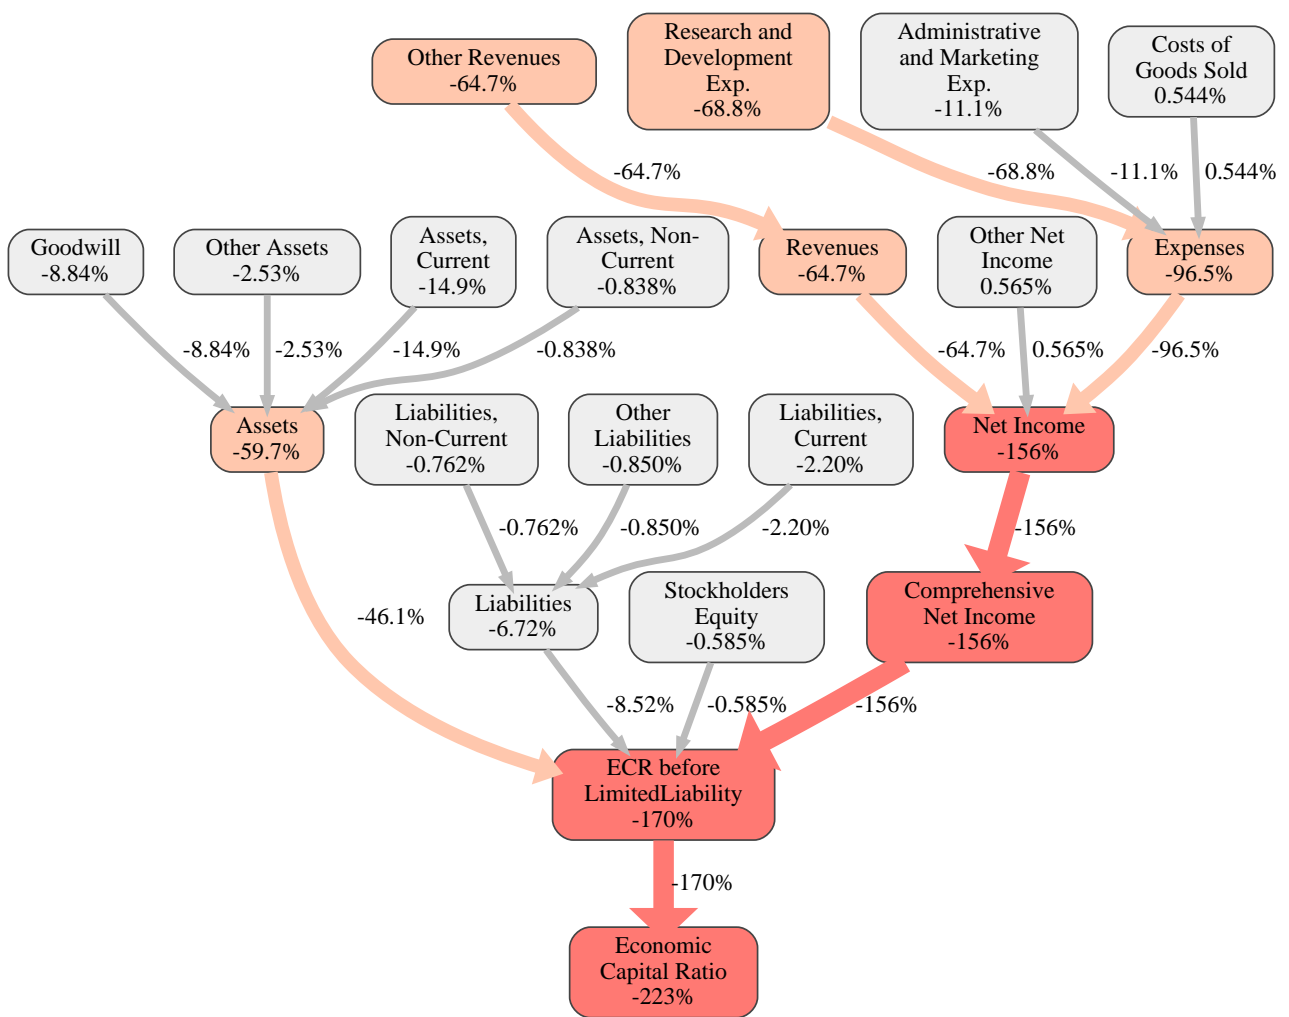 Other Revenues
-64.7%
Research and
Development
Exp.
-68.8%
Administrative
and Marketing
Exp.
-11.1%
Costs of
Goods Sold
0.544%
-64.7%
-68.8%
-11.1%
0.544%
Goodwill
-8.84%
Other Assets
-2.53%
Assets,
Current
-14.9%
Assets, Non-
Current
-0.838%
Revenues
-64.7%
Other Net
Income
0.565%
Expenses
-96.5%
-8.84%
-2.53%
-14.9%
-0.838%
-64.7%
0.565%
-96.5%
Assets
-59.7%
Liabilities,
Non-Current
-0.762%
Other
Liabilities
-0.850%
Liabilities,
Current
-2.20%
Net Income
-156%
-0.762%
-0.850%
-2.20%
-156%
Liabilities
-6.72%
Stockholders
Equity
-0.585%
Comprehensive
Net Income
-156%
-46.1%
-8.52%
-0.585%
-156%
ECR before
LimitedLiability
-170%
-170%
Economic
Capital Ratio
-223%